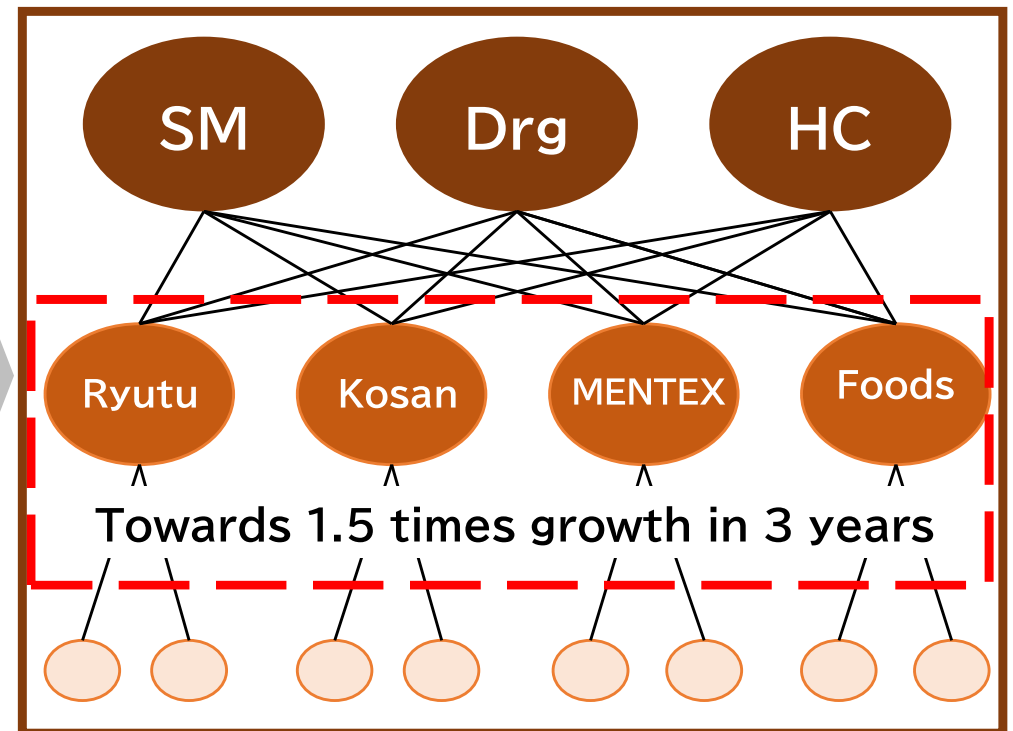 SM
Drg
HC
Ryutu
Kosan
MENTEX
Foods
Towards 1.5 times growth in 3 years